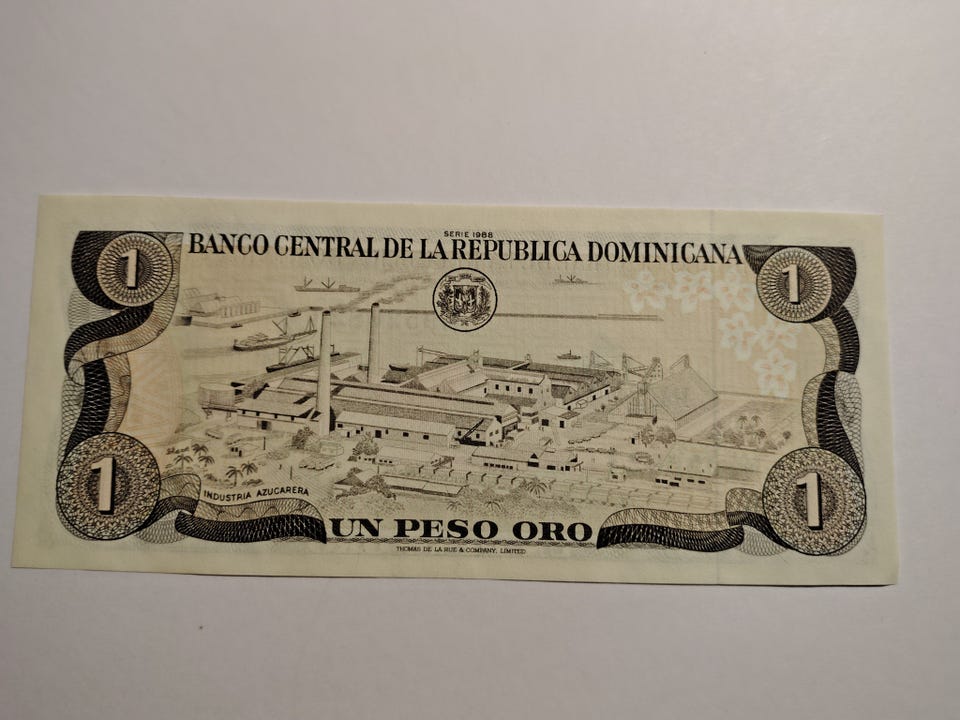 SERIE 1988
BANCO CENTRAL DE LA REPUBLICA DOMINICANA
1
1
INDUSTRIA AZUCARERA
1
1
UN PESO ORO
THOMAS DE LA RUE & COMPANY, LIMITED